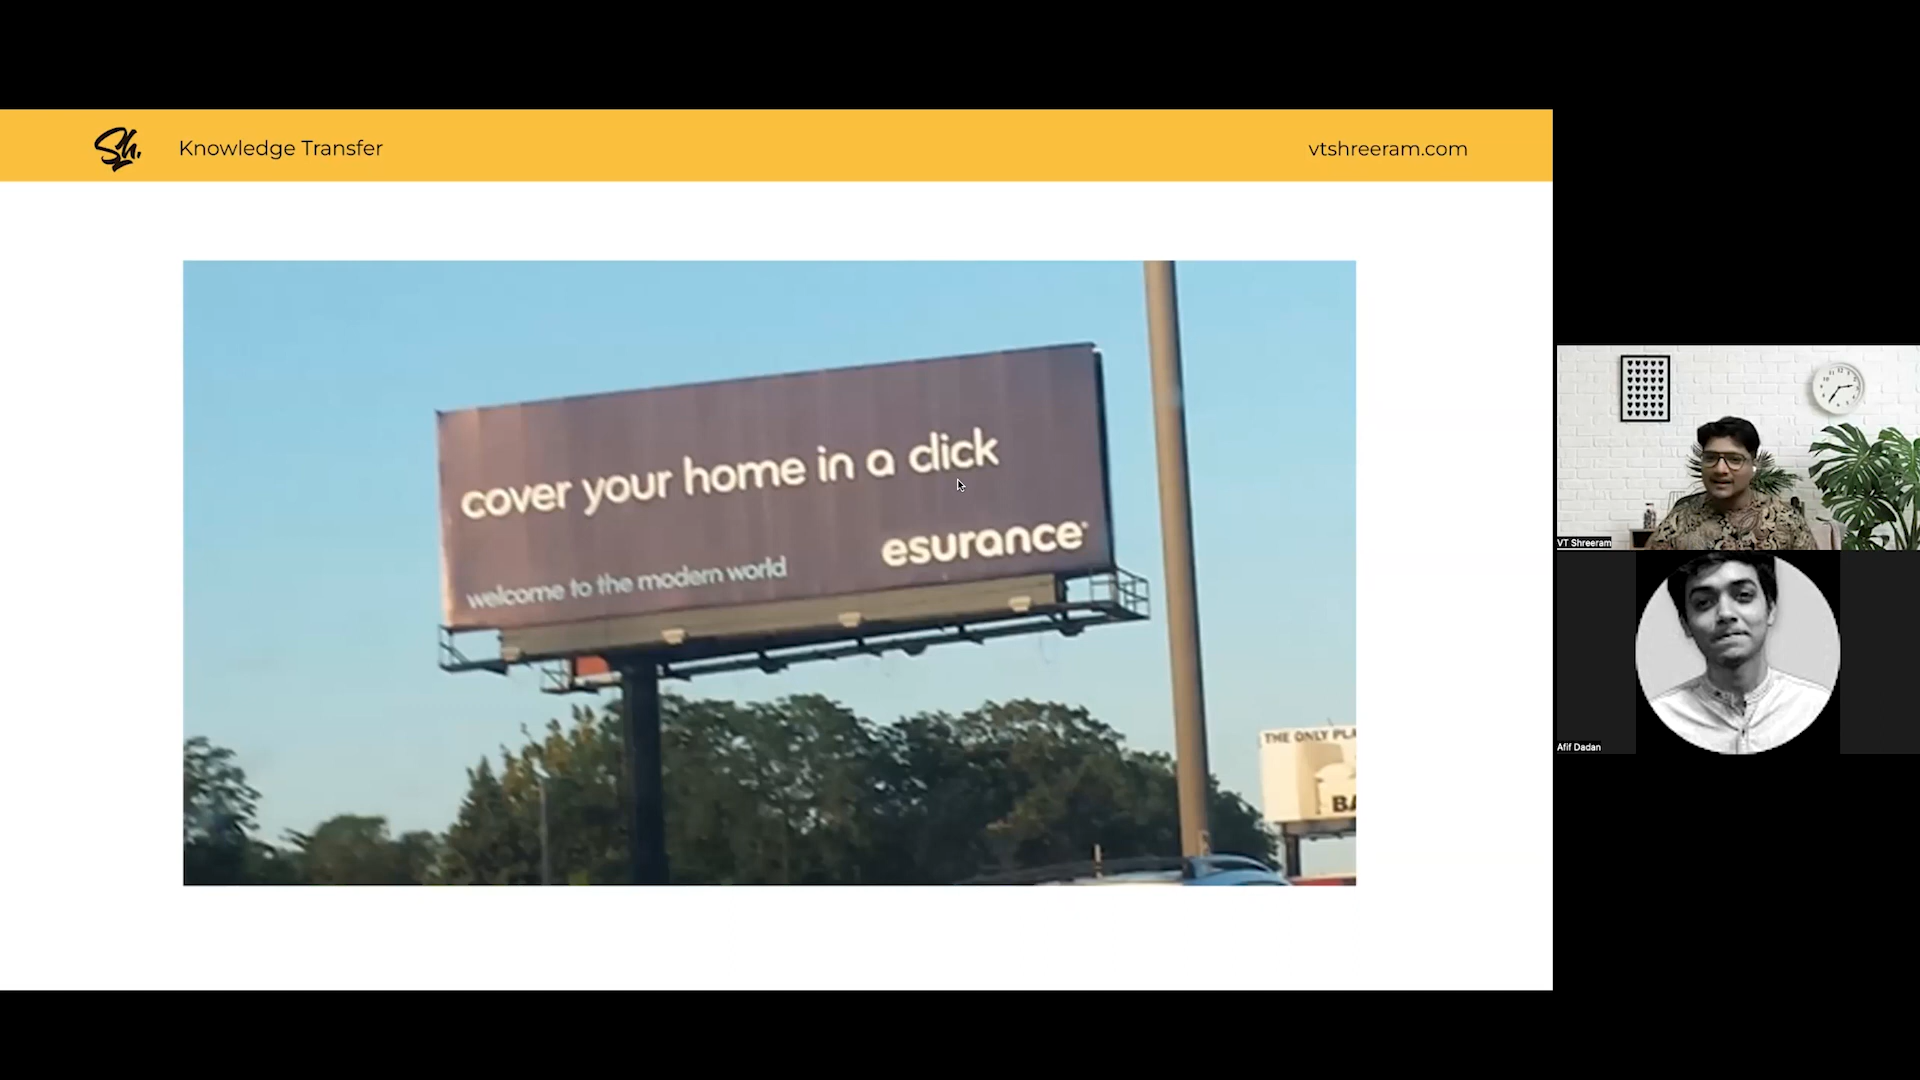 Sh.
Knowledge Transfer
vtshreeram.com
cover your home in a click
esurance
welcome to the modern world
THE ONLY
VT Shreeram
Afif Dadan